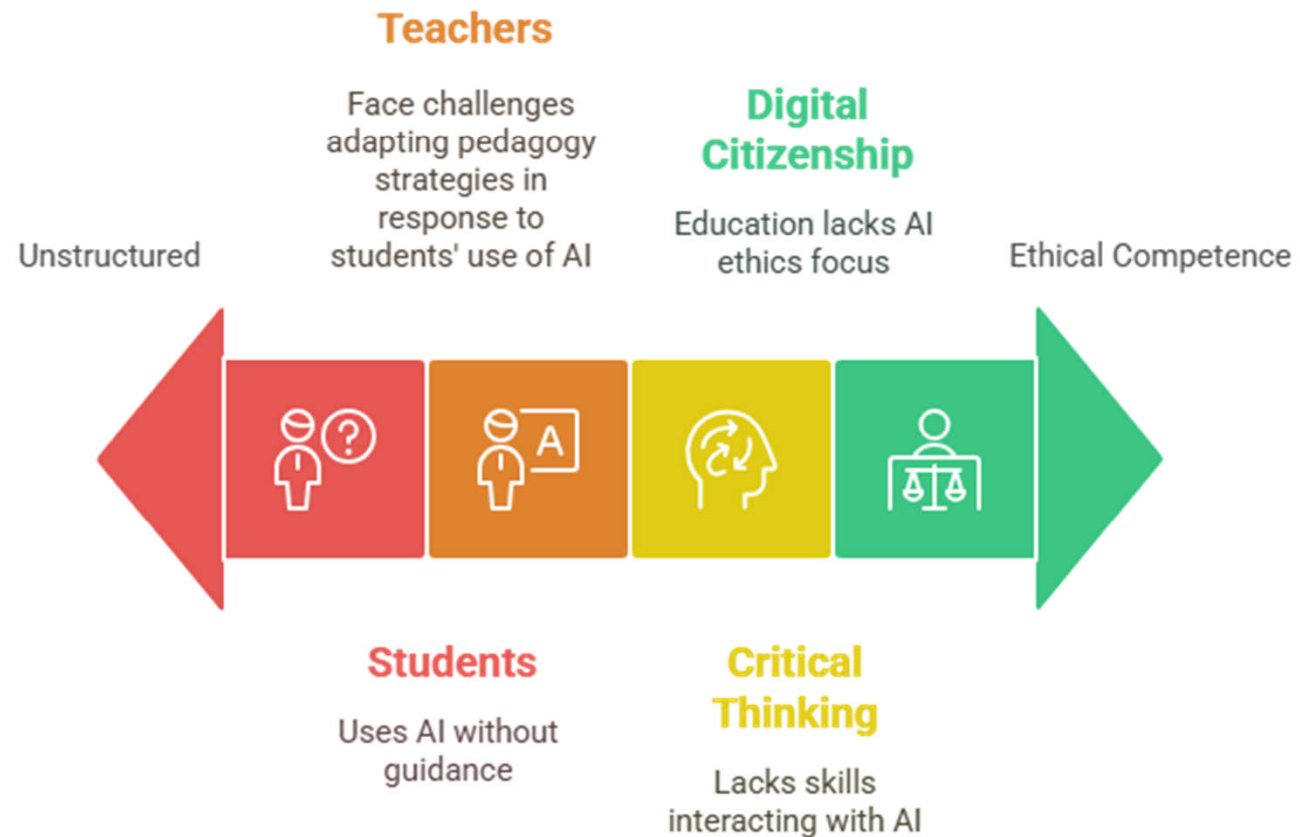 Teachers
Face challenges
adapting pedagogy
strategies in
response to
students' use of AI
Digital
Citizenship
Education lacks AI
ethics focus
Unstructured
Ethical Competence
?
A
Students
Uses AI without
guidance
Critical
Thinking
Lacks skills
interacting with AI